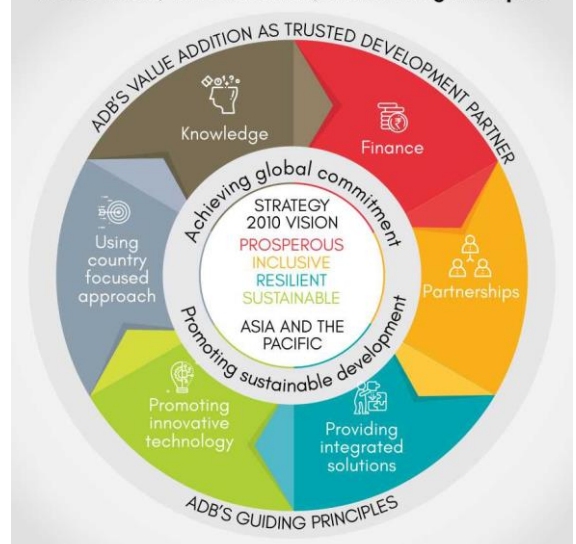 ADB'S VALUE ADDITION AS TRUSTED DEVELOPMENT PARTNER
Knowledge
Finance
Using
country
focused
approach
Achieving global commitment
STRATEGY
2010 VISION
PROSPEROUS
INCLUSIVE
RESILIENT
SUSTAINABLE
ASIA AND THE
PACIFIC
Promoting sustainable development
Partnerships
Promoting
innovative
technology
Providing
integrated
solutions
ADB'S GUIDING PRINCIPLES